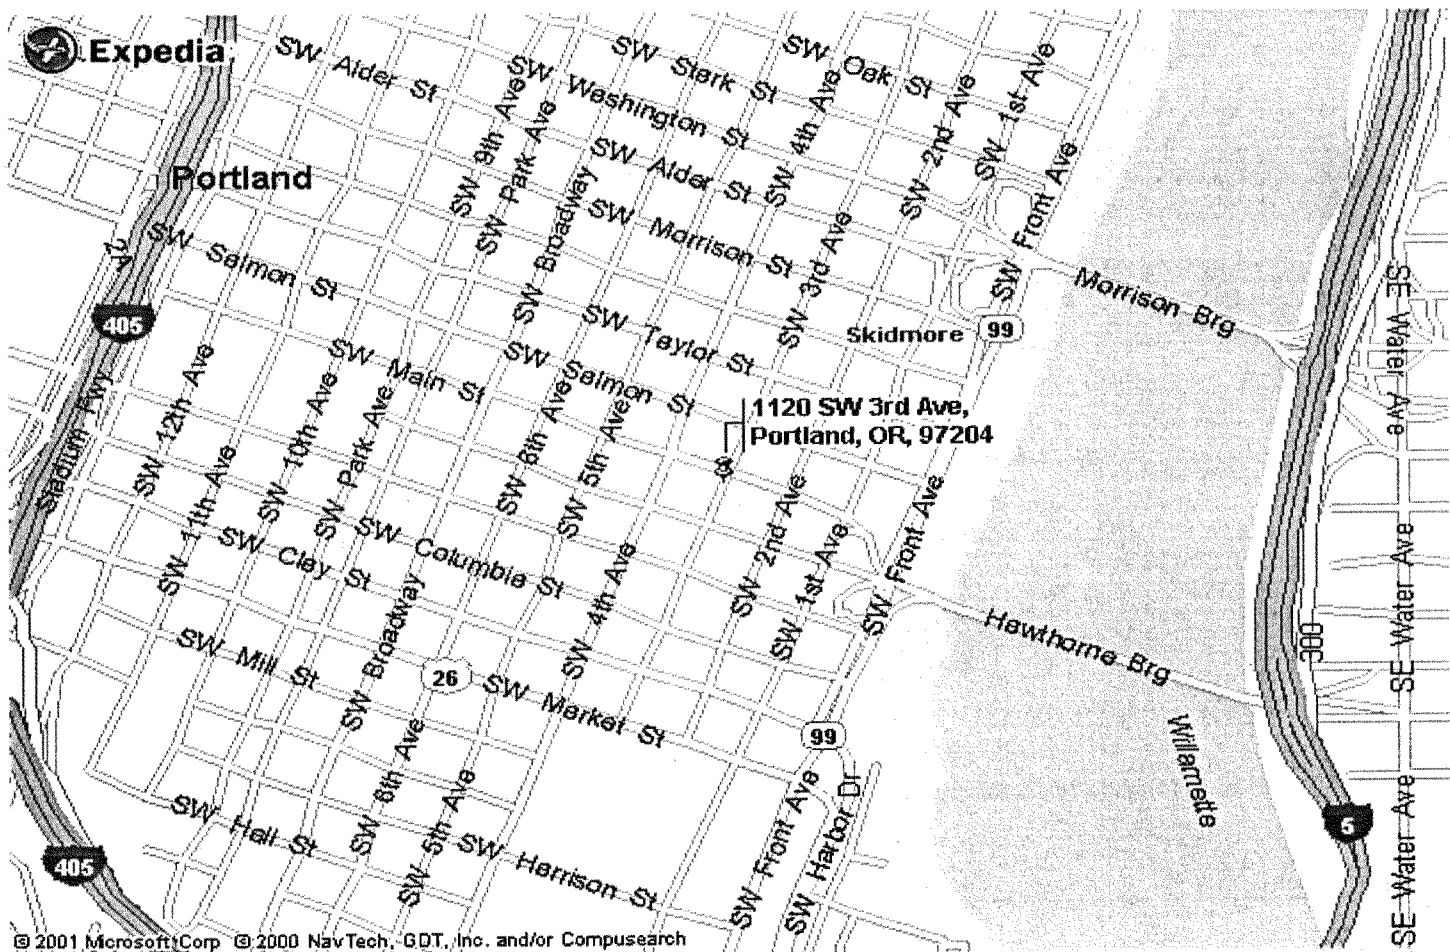 Expedia
SW Alder St
SW Washington St
SW Stark St
SW Oak St
SW 9th Ave
SW Park Ave
SW 4th Ave
SW 2nd Ave
SW 1st Ave
SW Alder St
Portland
SW Broadway
SW Morrison St
SW 3rd Ave
SW Front Ave
SW Salmon St
Morrison Brg
SE Water Ave
405
SW Taylor St
Skidmore
99
SW Main St
SW Salmon St
1120 SW 3rd Ave,
Portland, OR, 97204
Stadium Fwy
SW 12th Ave
SW 11th Ave
SW 10th Ave
SW Park Ave
SW 6th Ave
SW 5th Ave
SW 2nd Ave
SW 1st Ave
SW Front Ave
SW Clay St
SW Columbia St
SW 4th Ave
SE Water Ave
Hawthorne Brg
SW Mill St
SW Broadway
26
SW Market St
99
Willamette
SW Hall St
SW 6th Ave
SW 5th Ave
SW Harrison St
SW Front Ave
SW Harbor Dr
5
SE Water Ave
405
© 2001 Microsoft Corp © 2000 NavTech, GDT, Inc. and/or Compusearch